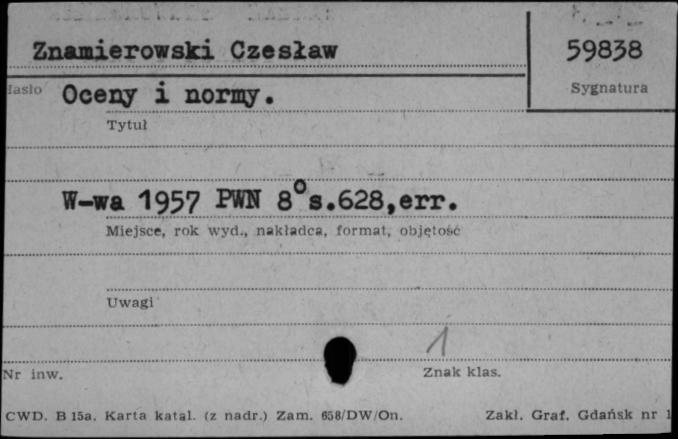 Znamierowski Czesław
59838
Hasło
Sygnatura
Oceny i normy.
Tytuł
W-wa 1957 PWN 8° s.628,err.
Miejsce, rok wyd., nakładca, format, objętość
Uwagi
1
Nr inw.
Znak klas.
CWD. B 15a. Karta katal. (z nadr.) Zam. 658/DW/On.
Zakł. Graf. Gdańsk nr 1